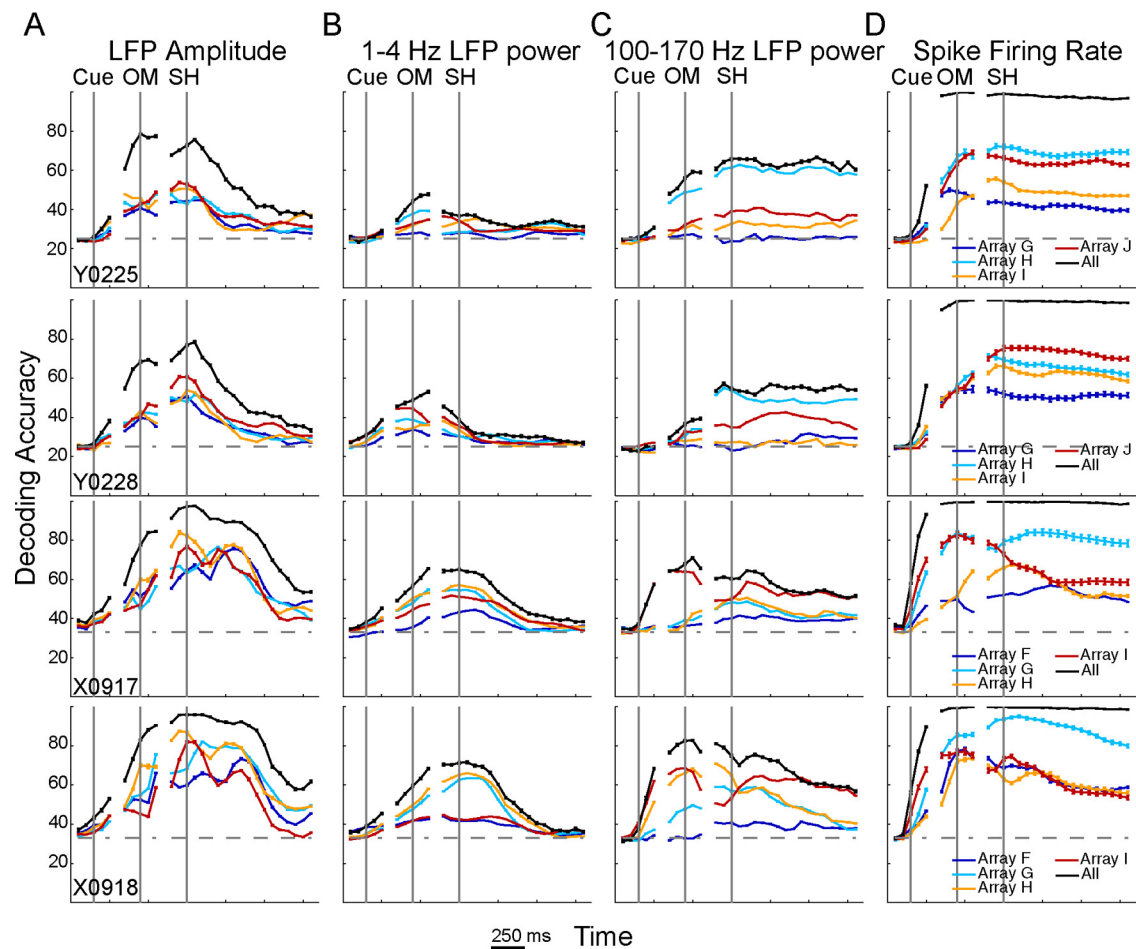 A B C D
LFP Amplitude 1-4 Hz LFP power 100-170 Hz LFP power Spike Firing Rate
Cue OM SH Cue OM SH Cue OM SH Cue OM SH
80
60
40
20
Y0225
Array G Array J
Array H All
Array I
80
60
40
20
Y0228
Array G Array J
Array H All
Array I
80
60
40
20
X0917
Array F Array I
Array G All
Array H
80
60
40
20
X0918
Array F Array I
Array G All
Array H
Decoding Accuracy
250 ms Time